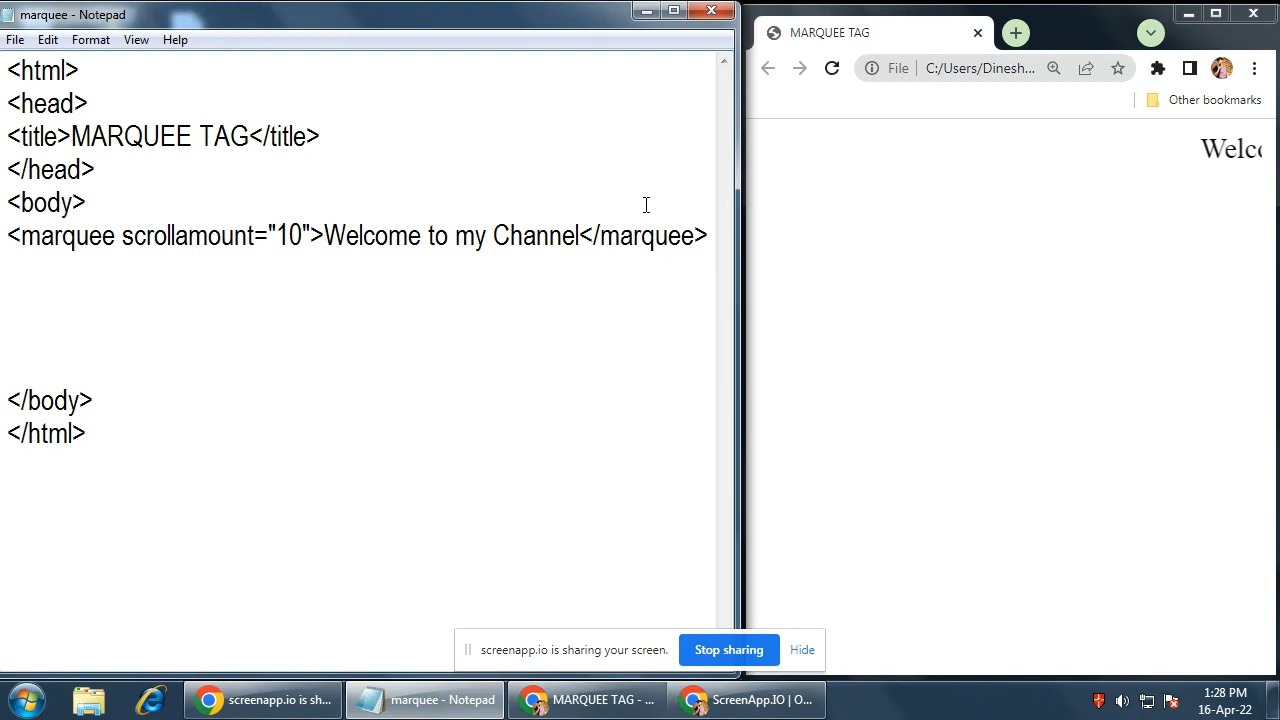 marquee - Notepad
File Edit Format View Help
<html>
<head>
<title>MARQUEE TAG</title>
</head>
<body>
<marquee scrollamount="10">Welcome to my Channel</marquee>
</body>
</html>
MARQUEE TAG
File C:/Users/Dinesh...
Other bookmarks
Welco
screenapp.io is sharing your screen. Stop sharing Hide
screenapp.io is sh... marquee - Notepad MARQUEE TAG - ... ScreenApp.IO | O...
1:28 PM
16-Apr-22